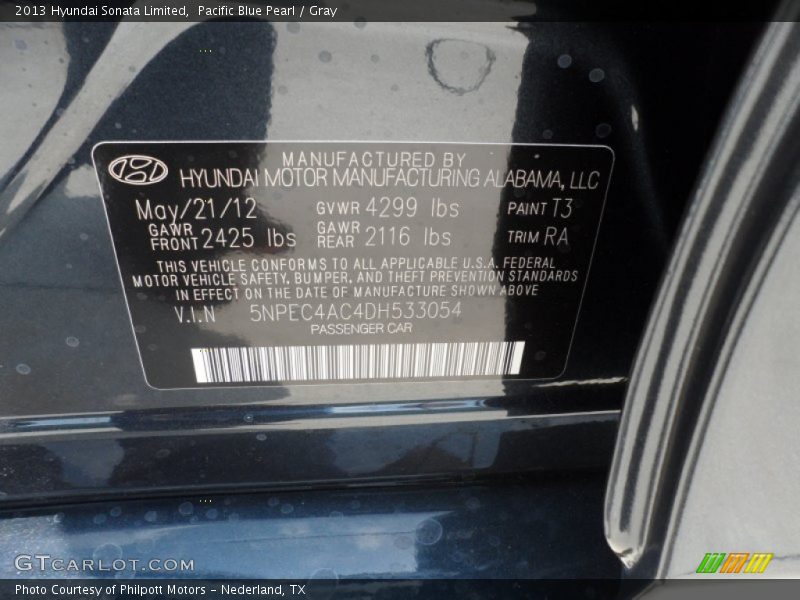 2013 Hyundai Sonata Limited,  Pacific Blue Pearl / Gray
MANUFACTURED BY
HYUNDAI MOTOR MANUFACTURING ALABAMA, LLC
May/21/12 GVWR 4299 lbs PAINT T3
GAWR FRONT 2425 lbs GAWR REAR 2116 lbs TRIM RA
THIS VEHICLE CONFORMS TO ALL APPLICABLE U.S.A. FEDERAL
MOTOR VEHICLE SAFETY, BUMPER, AND THEFT PREVENTION STANDARDS
IN EFFECT ON THE DATE OF MANUFACTURE SHOWN ABOVE
V.I.N 5NPEC4AC4DH533054
PASSENGER CAR
GTCARLOT.COM
Photo Courtesy of Philpott Motors - Nederland, TX